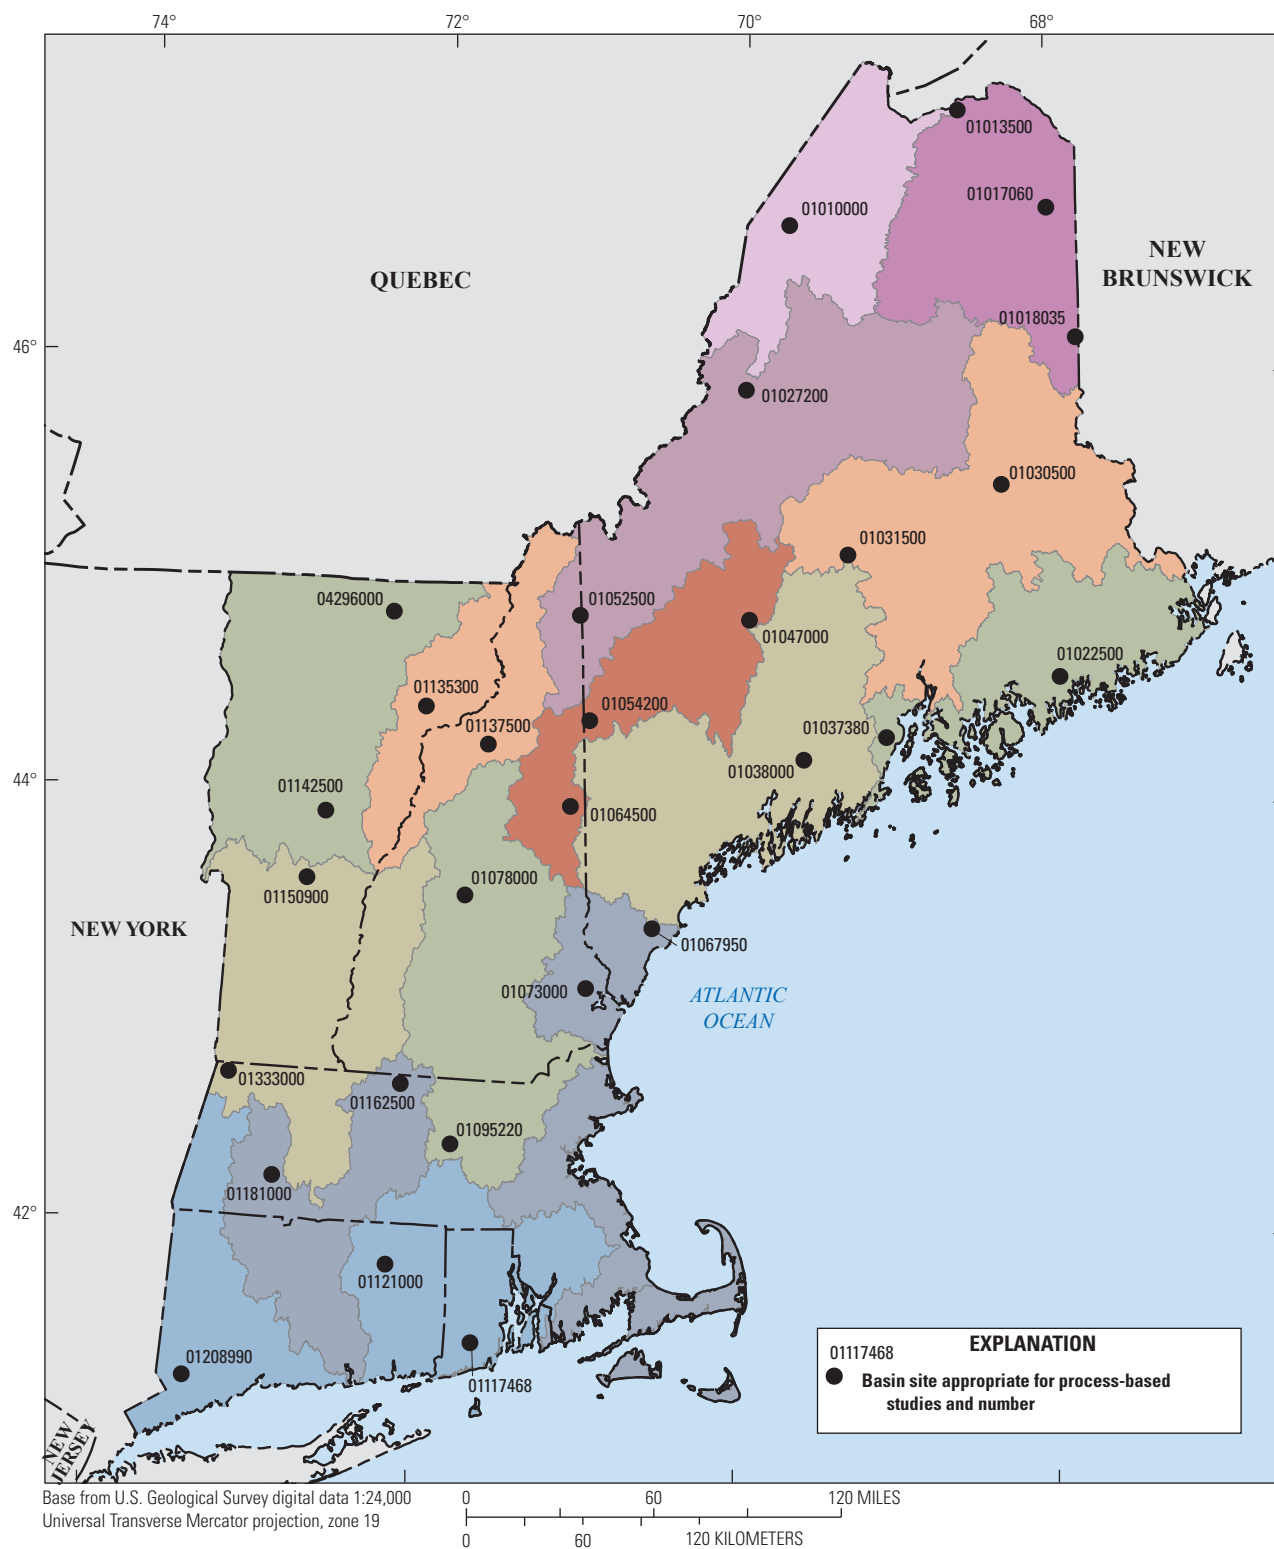 74°
72°
70°
68°
01013500
01017060
01010000
NEW
BRUNSWICK
QUEBEC
01018035
46°
01027200
01030500
01031500
04296000
01052500
01047000
01022500
01135300
01054200
01137500
01037380
01038000
44°
01142500
01064500
01078000
01150900
NEW YORK
01067950
01073000
ATLANTIC
OCEAN
01333000
01162500
01095220
01181000
42°
01121000
01208990
01117468
EXPLANATION
01117468
Basin site appropriate for process-based
studies and number
NEW
JERSEY
Base from U.S. Geological Survey digital data 1:24,000
Universal Transverse Mercator projection, zone 19
0 60 120 MILES
0 60 120 KILOMETERS